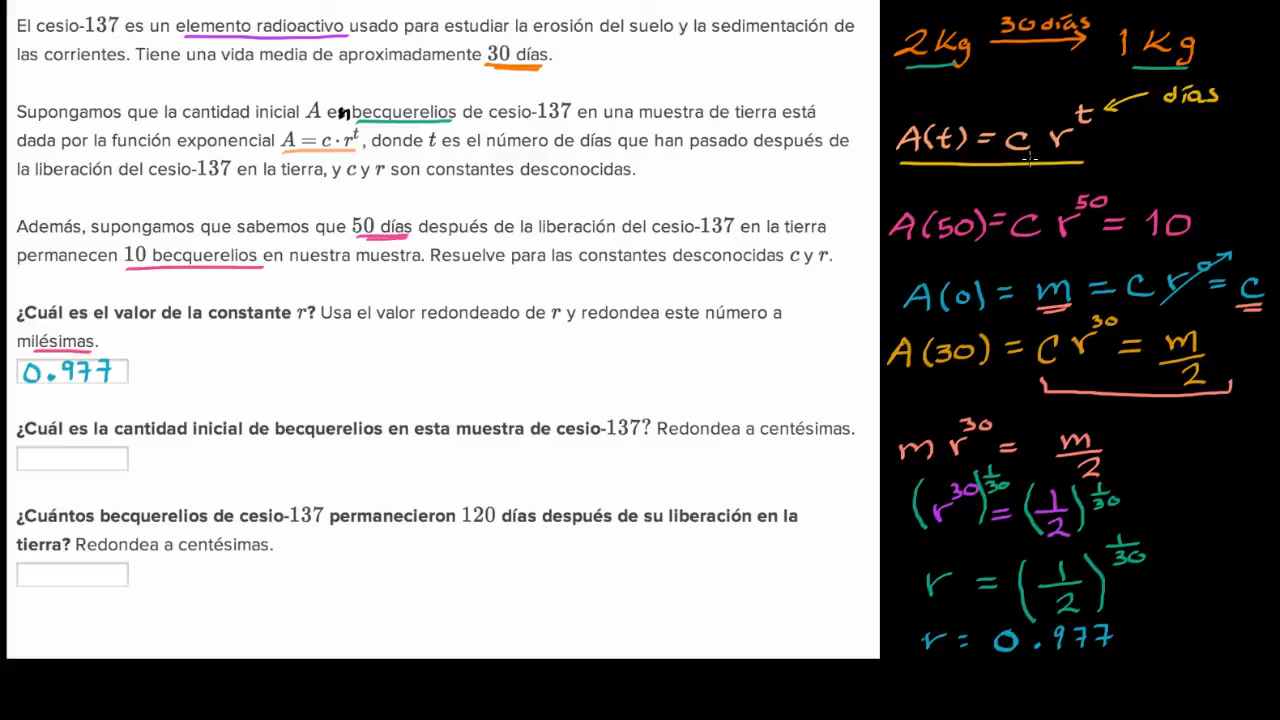 El cesio-137 es un elemento radioactivo usado para estudiar la erosión del suelo y la sedimentación de
las corrientes. Tiene una vida media de aproximadamente 30 días.
Supongamos que la cantidad inicial A en becquerelios de cesio-137 en una muestra de tierra está
dada por la función exponencial A = c · r^t, donde t es el número de días que han pasado después de
la liberación del cesio-137 en la tierra, y c y r son constantes desconocidas.
Además, supongamos que sabemos que 50 días después de la liberación del cesio-137 en la tierra
permanecen 10 becquerelios en nuestra muestra. Resuelve para las constantes desconocidas c y r.
¿Cuál es el valor de la constante r? Usa el valor redondeado de r y redondea este número a
milésimas.
0.977
¿Cuál es la cantidad inicial de becquerelios en esta muestra de cesio-137? Redondea a centésimas.
¿Cuántos becquerelios de cesio-137 permanecieron 120 días después de su liberación en la
tierra? Redondea a centésimas.
2Kg 30 días 1Kg
días
A(t) = c r^t
A(50) = c r^50 = 10
A(0) = m = c r^0 = c
A(30) = c r^30 = m/2
m r^30 = m/2
(r^30)^1/30 = (1/2)^1/30
r = (1/2)^1/30
r = 0.977